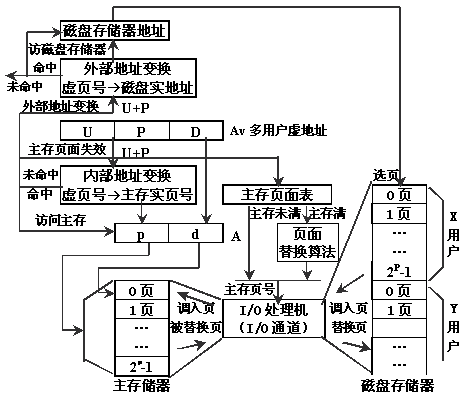 磁盘存储器地址
访磁盘存储器
命中
未命中
外部地址变换
虚页号→磁盘实地址
外部地址变换
U+P
U P D
Av 多用户虚地址
主存页面失效
U+P
未命中
命中
内部地址变换
虚页号→主存实页号
访问主存
p d
A
主存页面表
主存未满
主存满
页面
替换算法
主存页号
选页
0 页
1 页
...
2ᴾ-1
X
用
户
0 页
1 页
...
...
Y
用
户
磁盘存储器
0 页
1 页
...
...
2ᵖ-1
主存储器
调入页
被替换页
I/O 处理机
(I/O 通道)
调入页
替换页